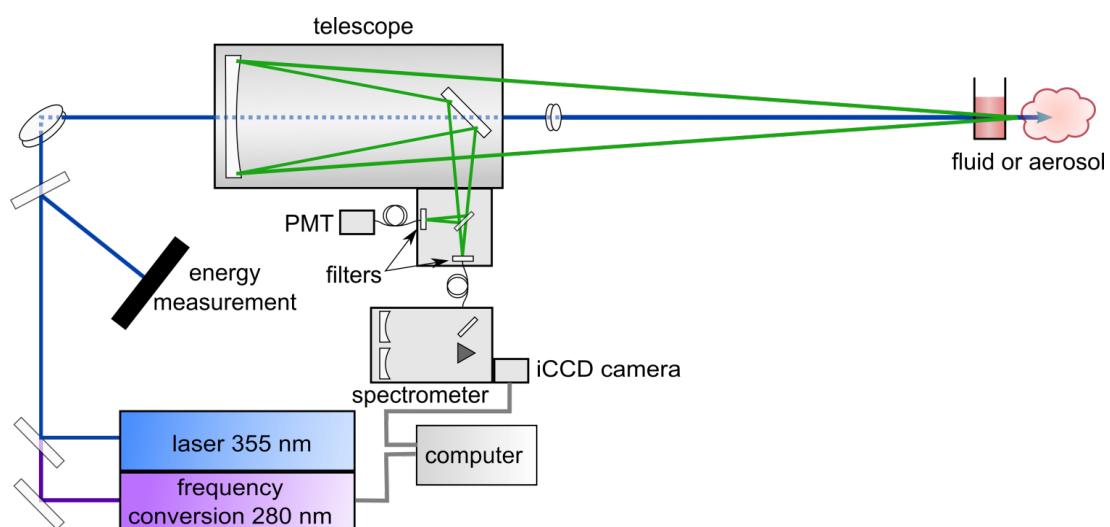 telescope
fluid or aerosol
PMT
filters
energy
measurement
iCCD camera
spectrometer
laser 355 nm
computer
frequency
conversion 280 nm